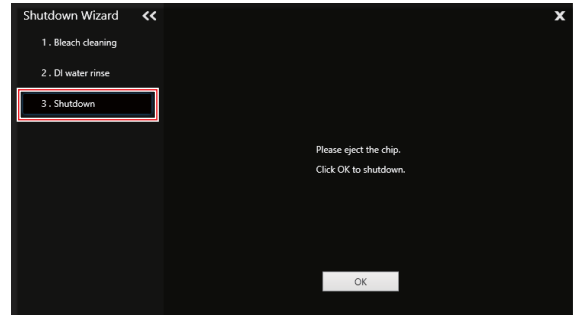 Shutdown Wizard <<
X
1 . Bleach cleaning
2 . DI water rinse
3 . Shutdown
Please eject the chip.
Click OK to shutdown.
OK